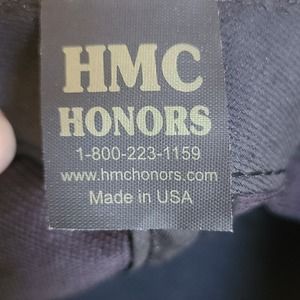 HMC
HONORS
1-800-223-1159
www.hmchonors.com
Made in USA